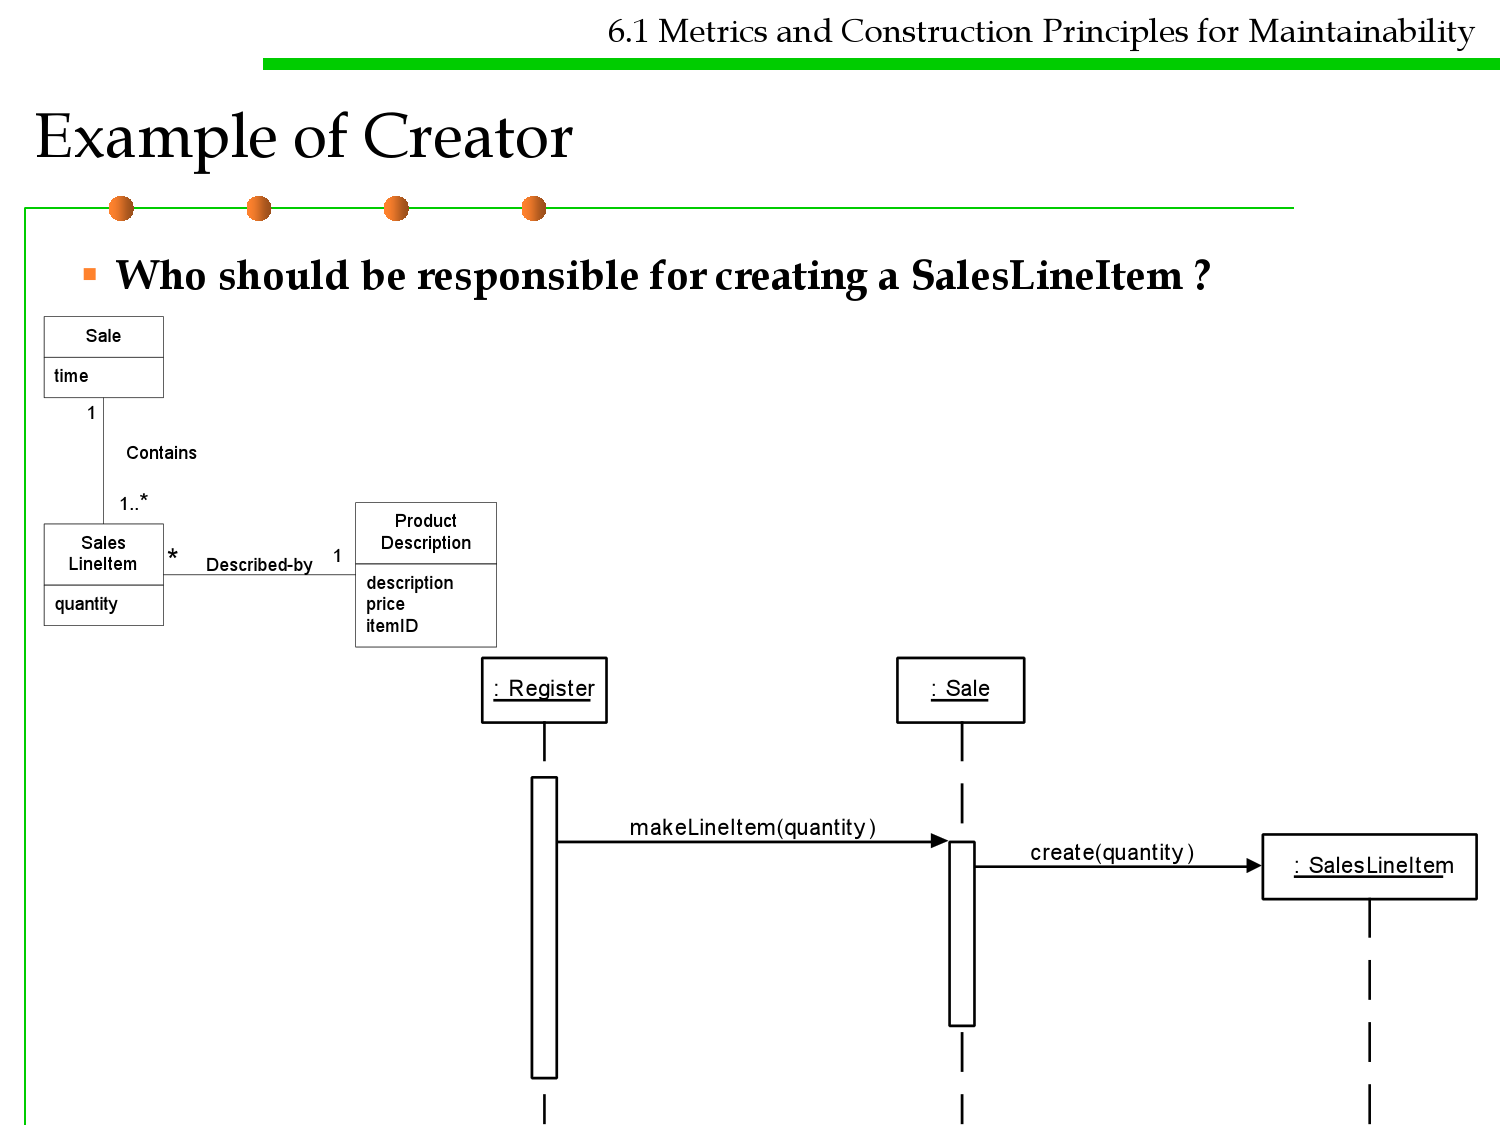 6.1 Metrics and Construction Principles for Maintainability
Example of Creator
▪ Who should be responsible for creating a SalesLineItem ?
Sale
time
1
Contains
1..*
Sales
LineItem
quantity
*
Described-by
1
Product
Description
description
price
itemID
: Register
: Sale
makeLineItem(quantity)
create(quantity)
: SalesLineItem